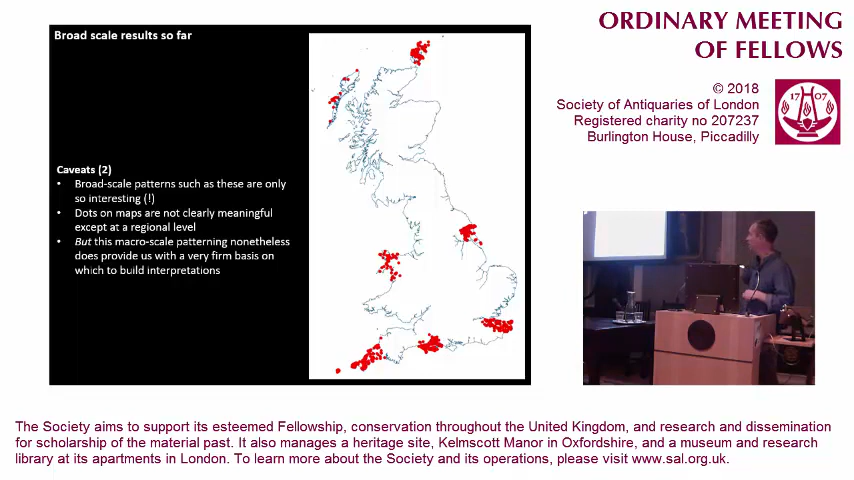 Broad scale results so far
Caveats (2)
• Broad-scale patterns such as these are only
so interesting (!)
• Dots on maps are not clearly meaningful
except at a regional level
• But this macro-scale patterning nonetheless
does provide us with a very firm basis on
which to build interpretations
ORDINARY MEETING
OF FELLOWS
© 2018
Society of Antiquaries of London
Registered charity no 207237
Burlington House, Piccadilly
17 07
The Society aims to support its esteemed Fellowship, conservation throughout the United Kingdom, and research and dissemination
for scholarship of the material past. It also manages a heritage site, Kelmscott Manor in Oxfordshire, and a museum and research
library at its apartments in London. To learn more about the Society and its operations, please visit www.sal.org.uk.